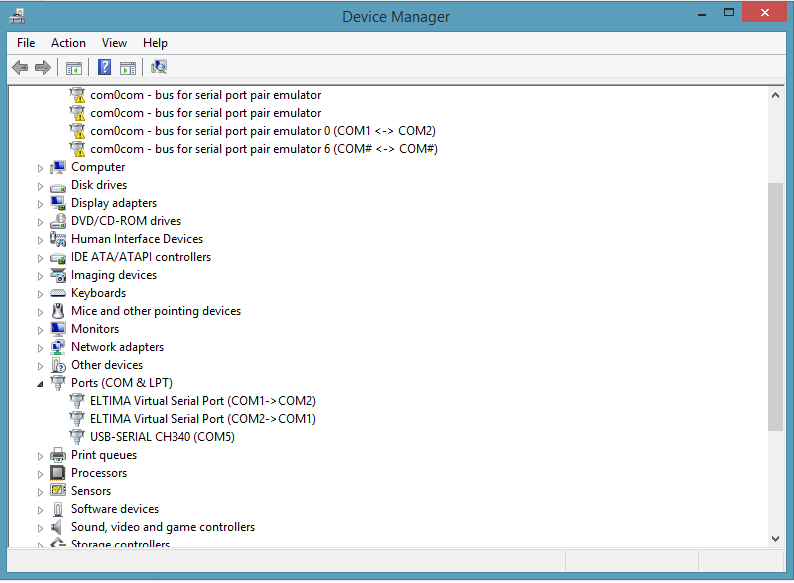 Device Manager
File Action View Help
com0com - bus for serial port pair emulator
com0com - bus for serial port pair emulator
com0com - bus for serial port pair emulator 0 (COM1 <-> COM2)
com0com - bus for serial port pair emulator 6 (COM# <-> COM#)
Computer
Disk drives
Display adapters
DVD/CD-ROM drives
Human Interface Devices
IDE ATA/ATAPI controllers
Imaging devices
Keyboards
Mice and other pointing devices
Monitors
Network adapters
Other devices
Ports (COM & LPT)
ELTIMA Virtual Serial Port (COM1->COM2)
ELTIMA Virtual Serial Port (COM2->COM1)
USB-SERIAL CH340 (COM5)
Print queues
Processors
Sensors
Software devices
Sound, video and game controllers
Storage controllers